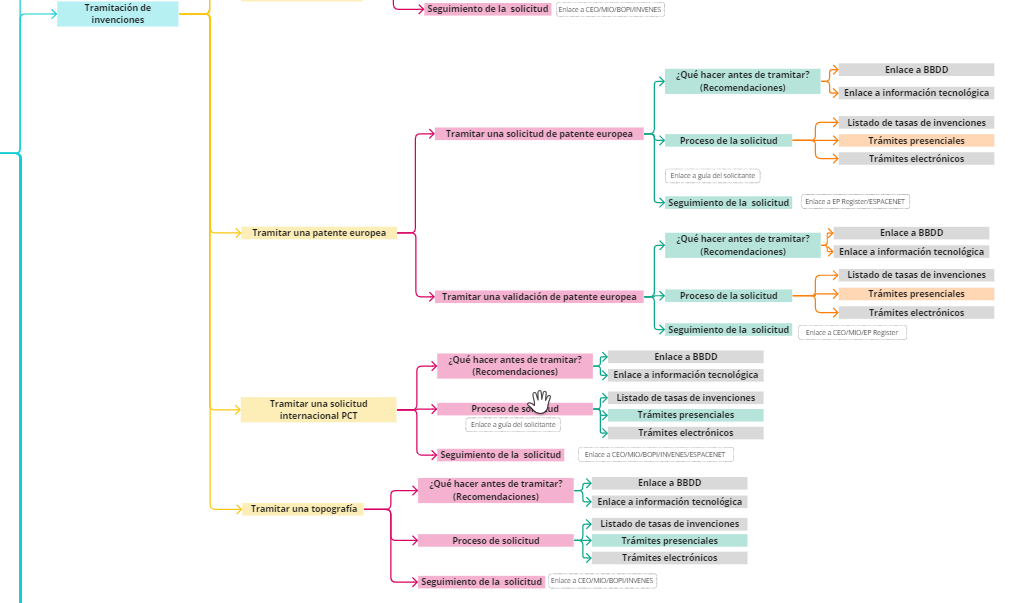 Tramitación de
invenciones
Seguimiento de la solicitud
Enlace a CEO/MIO/BOPI/INVENES
Tramitar una patente europea
Tramitar una solicitud de patente europea
¿Qué hacer antes de tramitar?
(Recomendaciones)
Enlace a BBDD
Enlace a información tecnológica
Proceso de la solicitud
Listado de tasas de invenciones
Trámites presenciales
Trámites electrónicos
Enlace a guía del solicitante
Seguimiento de la solicitud
Enlace a EP Register/ESPACENET
Tramitar una validación de patente europea
¿Qué hacer antes de tramitar?
(Recomendaciones)
Enlace a BBDD
Enlace a información tecnológica
Proceso de la solicitud
Listado de tasas de invenciones
Trámites presenciales
Trámites electrónicos
Seguimiento de la solicitud
Enlace a CEO/MIO/EP Register
Tramitar una solicitud
internacional PCT
¿Qué hacer antes de tramitar?
(Recomendaciones)
Enlace a BBDD
Enlace a información tecnológica
Proceso de solicitud
Listado de tasas de invenciones
Trámites presenciales
Trámites electrónicos
Enlace a guía del solicitante
Seguimiento de la solicitud
Enlace a CEO/MIO/BOPI/INVENES/ESPACENET
Tramitar una topografía
¿Qué hacer antes de tramitar?
(Recomendaciones)
Enlace a BBDD
Enlace a información tecnológica
Proceso de solicitud
Listado de tasas de invenciones
Trámites presenciales
Trámites electrónicos
Seguimiento de la solicitud
Enlace a CEO/MIO/BOPI/INVENES